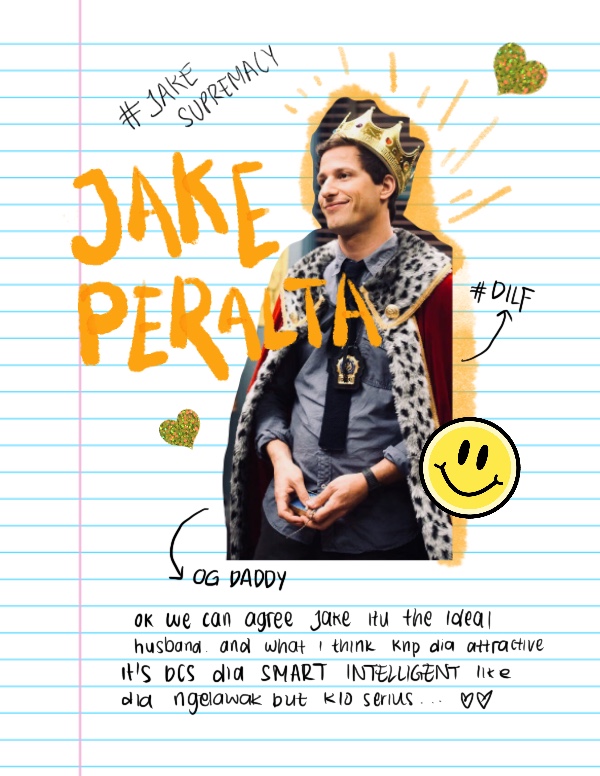 # JAKE
SUPREMACY
JAKE
PERALTA
#DILF
OG DADDY
OK we can agree Jake itu the ideal
husband. and what i think knp dia attractive
it's bcs dia SMART INTELLIGENT like
dia ngelawak but klo serius... ♡♡